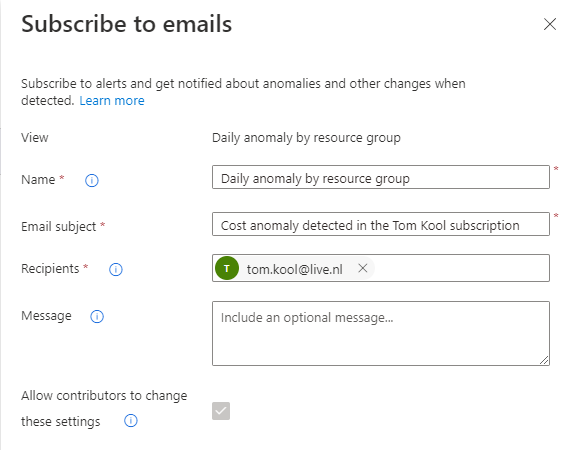 Subscribe to emails
Subscribe to alerts and get notified about anomalies and other changes when
detected. Learn more
View Daily anomaly by resource group
Name * Daily anomaly by resource group *
Email subject * Cost anomaly detected in the Tom Kool subscription *
Recipients * T tom.kool@live.nl
Message Include an optional message...
Allow contributors to change
these settings